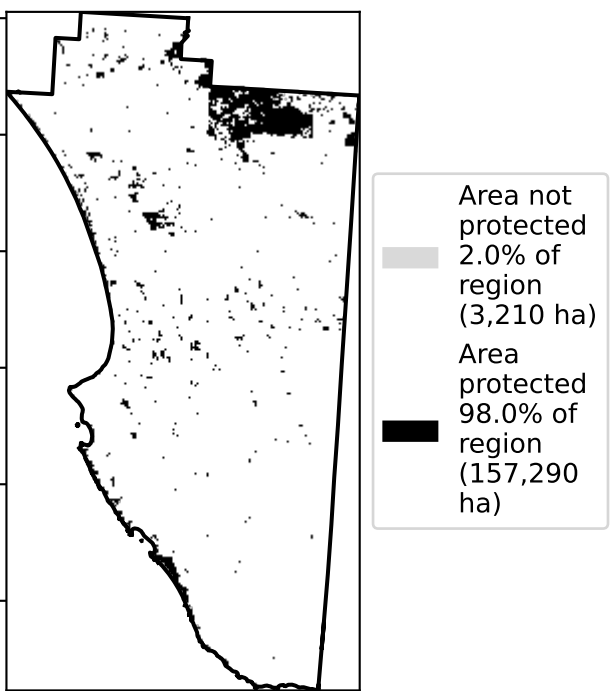 Area not
protected
2.0% of
region
(3,210 ha)
Area
protected
98.0% of
region
(157,290
ha)